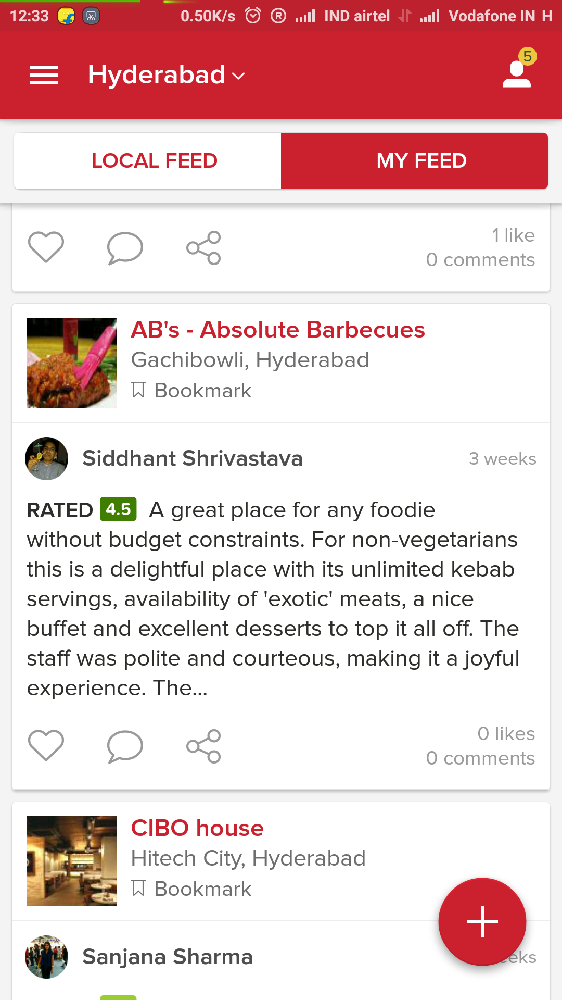 12:33 0.50K/s R IND airtel Vodafone IN H
Hyderabad
5
LOCAL FEED MY FEED
1 like
0 comments
AB's - Absolute Barbecues
Gachibowli, Hyderabad
Bookmark
Siddhant Shrivastava 3 weeks
RATED 4.5 A great place for any foodie
without budget constraints. For non-vegetarians
this is a delightful place with its unlimited kebab
servings, availability of 'exotic' meats, a nice
buffet and excellent desserts to top it all off. The
staff was polite and courteous, making it a joyful
experience. The...
0 likes
0 comments
CIBO house
Hitech City, Hyderabad
Bookmark
Sanjana Sharma